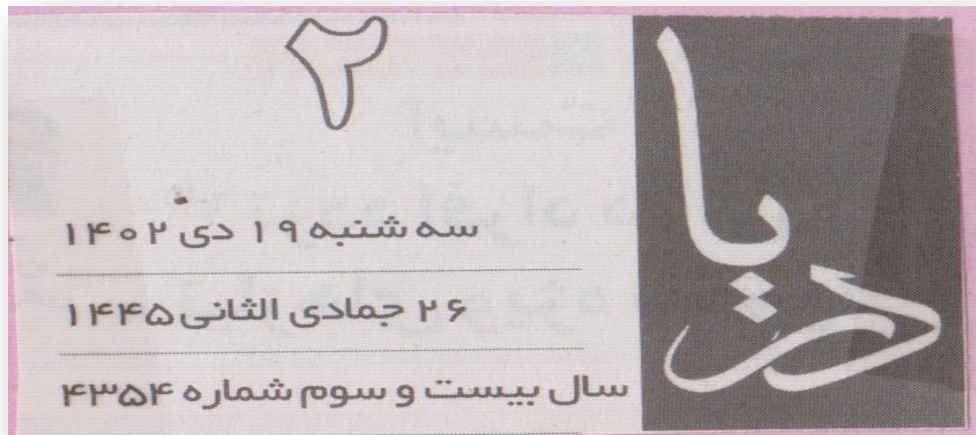 ۲
دریا
سه شنبه ۱۹ دی ۱۴۰۲
۲۶ جمادی الثانی ۱۴۴۵
سال بیست و سوم شماره ۴۳۵۴